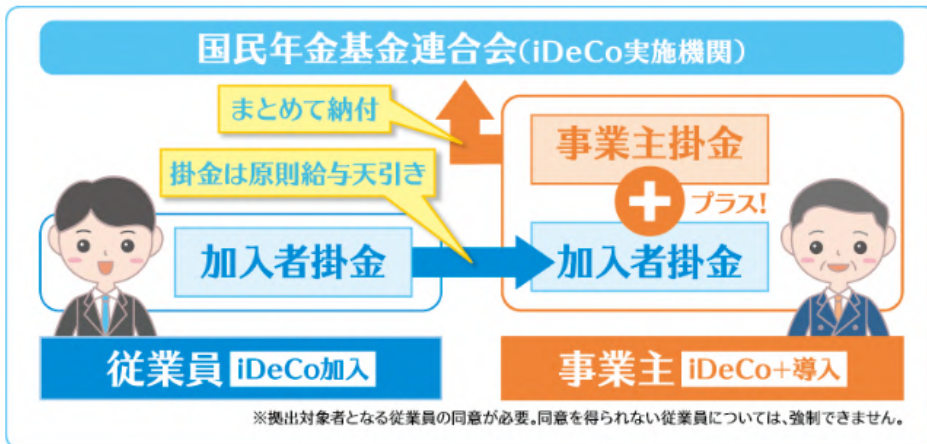 国民年金基金連合会(iDeCo実施機関)
まとめて納付
掛金は原則給与天引き
事業主掛金
プラス!
加入者掛金
加入者掛金
従業員 iDeCo加入
事業主 iDeCo+導入
※拠出対象者となる従業員の同意が必要。同意を得られない従業員については、強制できません。